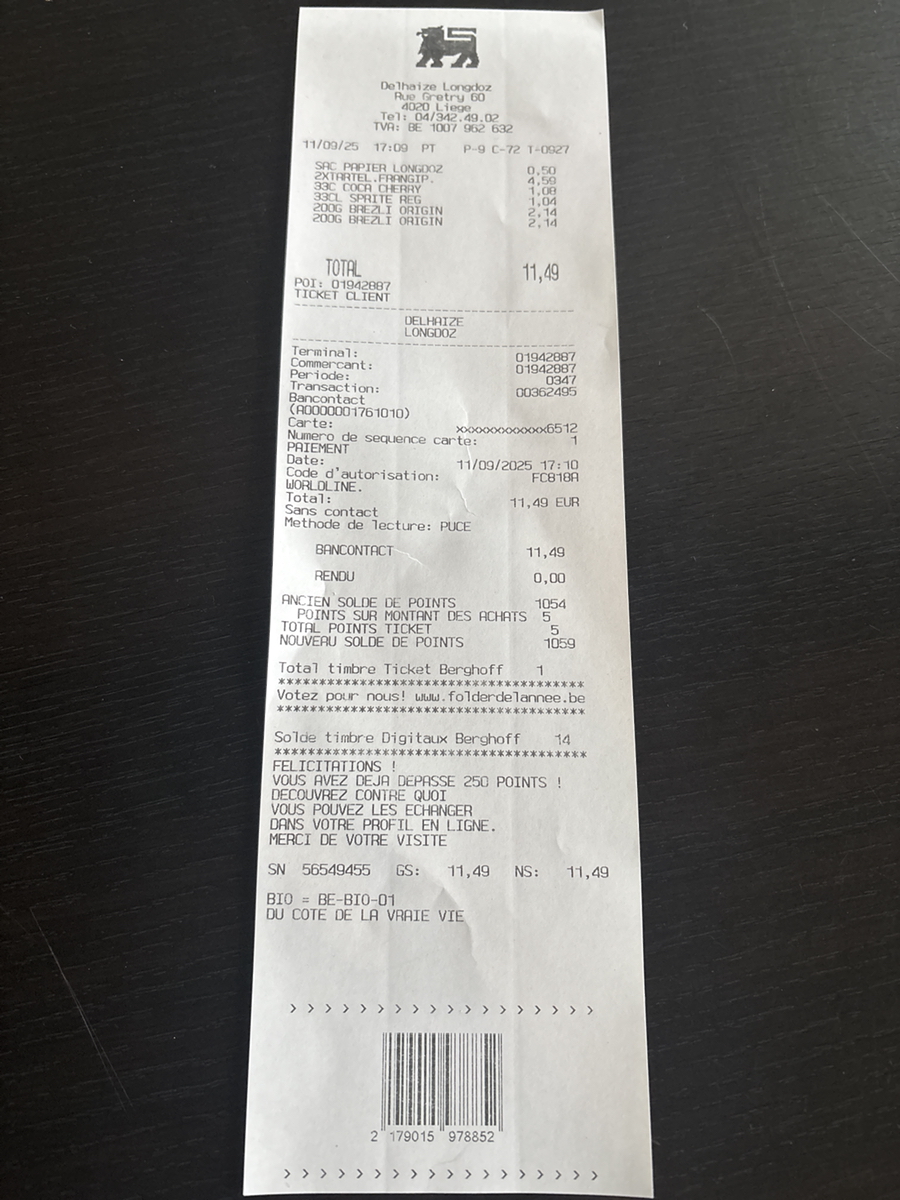 Delhaize Longdoz
Rue Gretry 60
4020 Liege
Tel: 04/342.49.02
TVA: BE 1007 962 632
11/09/25 17:09 PT P-9 C-72 T-0927
SAC PAPIER LONGDOZ 0,50
2XTARTEL.FRANGIP. 4,59
33C COCA CHERRY 1,08
33CL SPRITE REG 1,04
200G BREZLI ORIGIN 2,14
200G BREZLI ORIGIN 2,14
TOTAL 11,49
POI: 01942887
TICKET CLIENT
DELHAIZE
LONGDOZ
Terminal: 01942887
Commercant: 01942887
Periode: 0347
Transaction: 00362495
Bancontact
(A0000001761010)
Carte: xxxxxxxxxxxx6512
Numero de sequence carte: 1
PAIEMENT
Date: 11/09/2025 17:10
Code d'autorisation: FC818A
WORLDLINE.
Total: 11,49 EUR
Sans contact
Methode de lecture: PUCE
BANCONTACT 11,49
RENDU 0,00
ANCIEN SOLDE DE POINTS 1054
POINTS SUR MONTANT DES ACHATS 5
TOTAL POINTS TICKET 5
NOUVEAU SOLDE DE POINTS 1059
Total timbre Ticket Berghoff 1
**************************************
Votez pour nous! www.folderdelannee.be
**************************************
Solde timbre Digitaux Berghoff 14
**************************************
FELICITATIONS !
VOUS AVEZ DEJA DEPASSE 250 POINTS !
DECOUVREZ CONTRE QUOI
VOUS POUVEZ LES ECHANGER
DANS VOTRE PROFIL EN LIGNE.
MERCI DE VOTRE VISITE
SN 56549455 GS: 11,49 NS: 11,49
BIO = BE-BIO-01
DU COTE DE LA VRAIE VIE
> > > > > > > > > > > > > > > > > >
2 179015 978852
> > > > > > > > > > > > > > > > > >